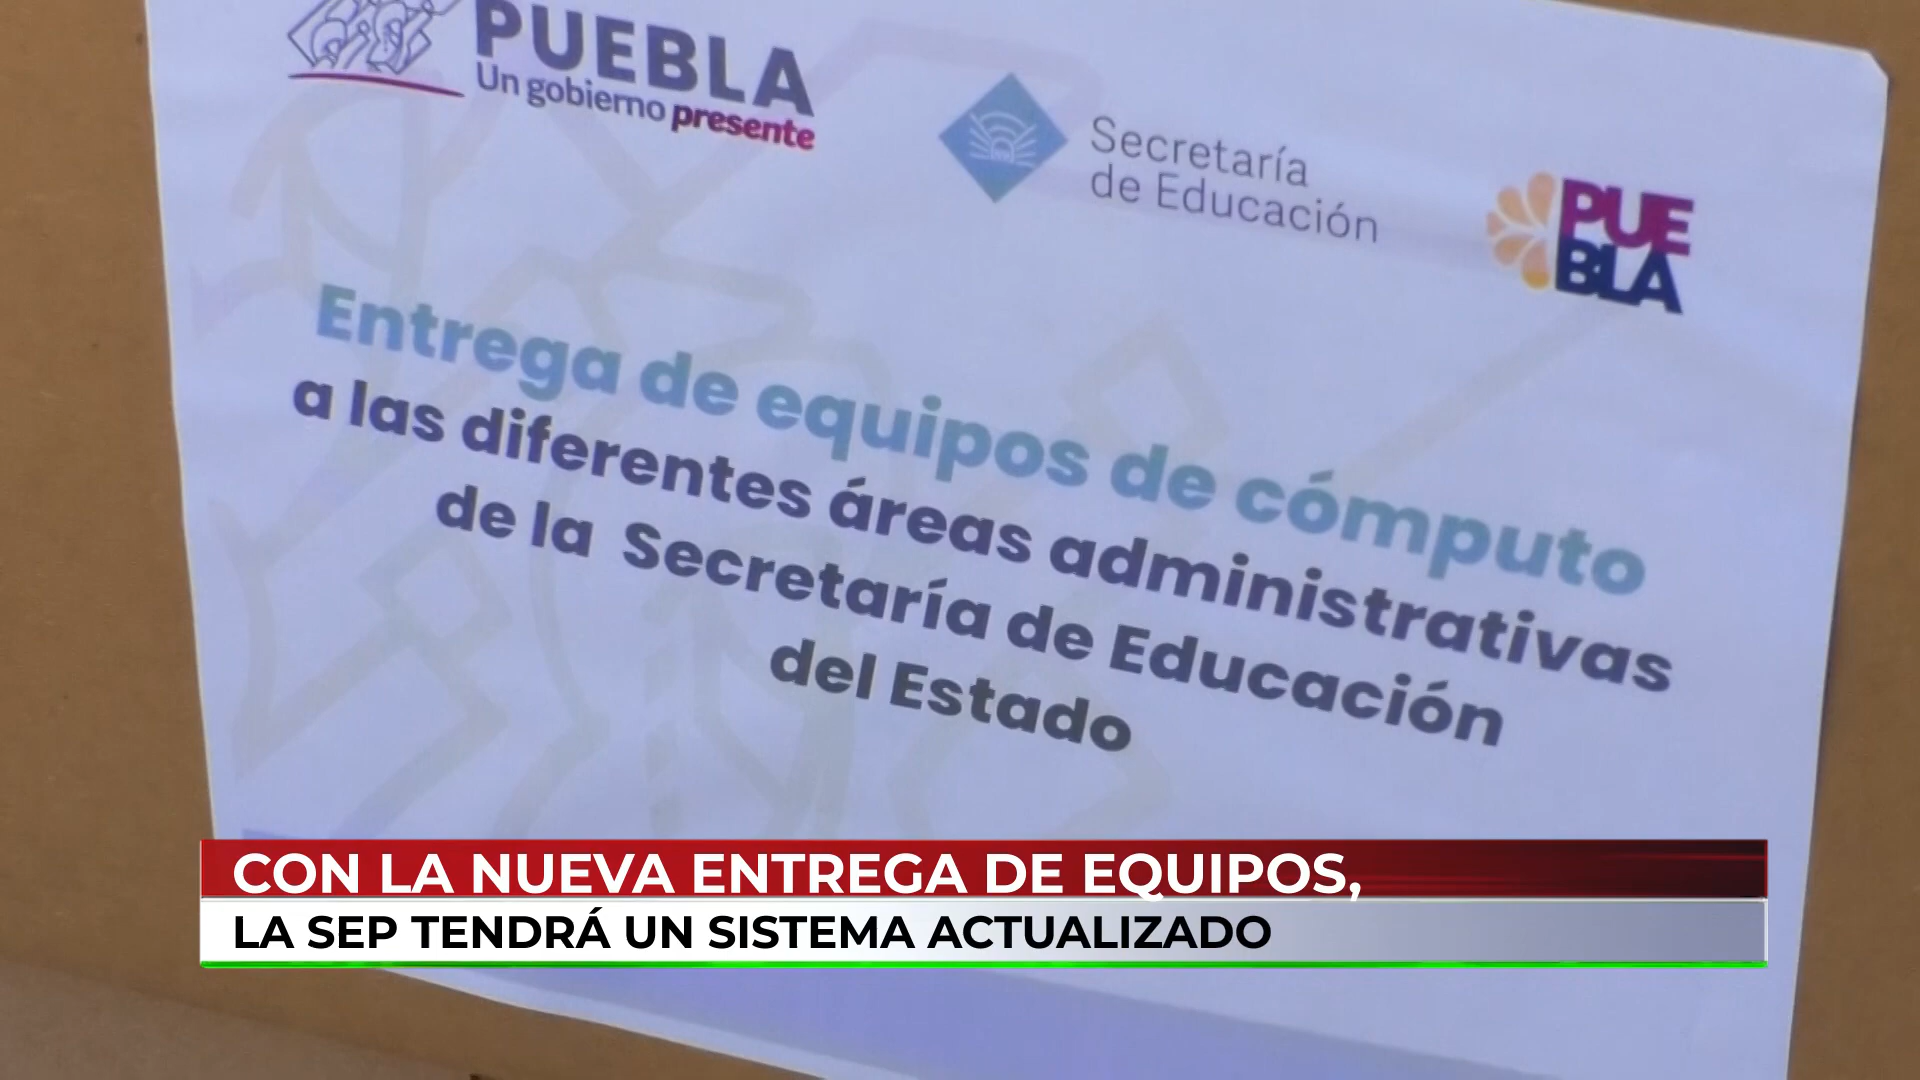 PUEBLA
Un gobierno presente
Secretaría
de Educación
PUE
BLA
Entrega de equipos de cómputo
a las diferentes áreas administrativas
de la Secretaría de Educación
del Estado
CON LA NUEVA ENTREGA DE EQUIPOS,
LA SEP TENDRÁ UN SISTEMA ACTUALIZADO